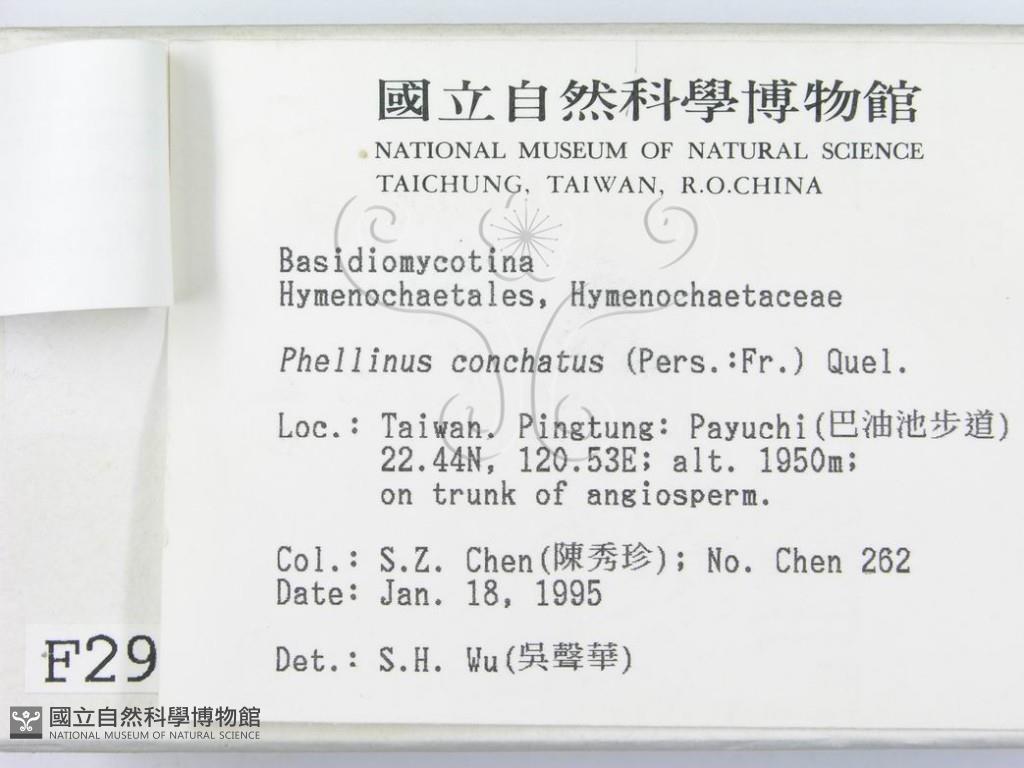 國立自然科學博物館
NATIONAL MUSEUM OF NATURAL SCIENCE
TAICHUNG, TAIWAN, R.O.CHINA
Basidiomycotina
Hymenochaetales, Hymenochaetaceae
Phellinus conchatus (Pers.:Fr.) Quel.
Loc.: Taiwan. Pingtung: Payuchi(巴油池步道)
22.44N, 120.53E; alt. 1950m;
on trunk of angiosperm.
Col.: S.Z. Chen(陳秀珍); No. Chen 262
Date: Jan. 18, 1995
Det.: S.H. Wu(吳聲華)
F29
國立自然科學博物館
NATIONAL MUSEUM OF NATURAL SCIENCE